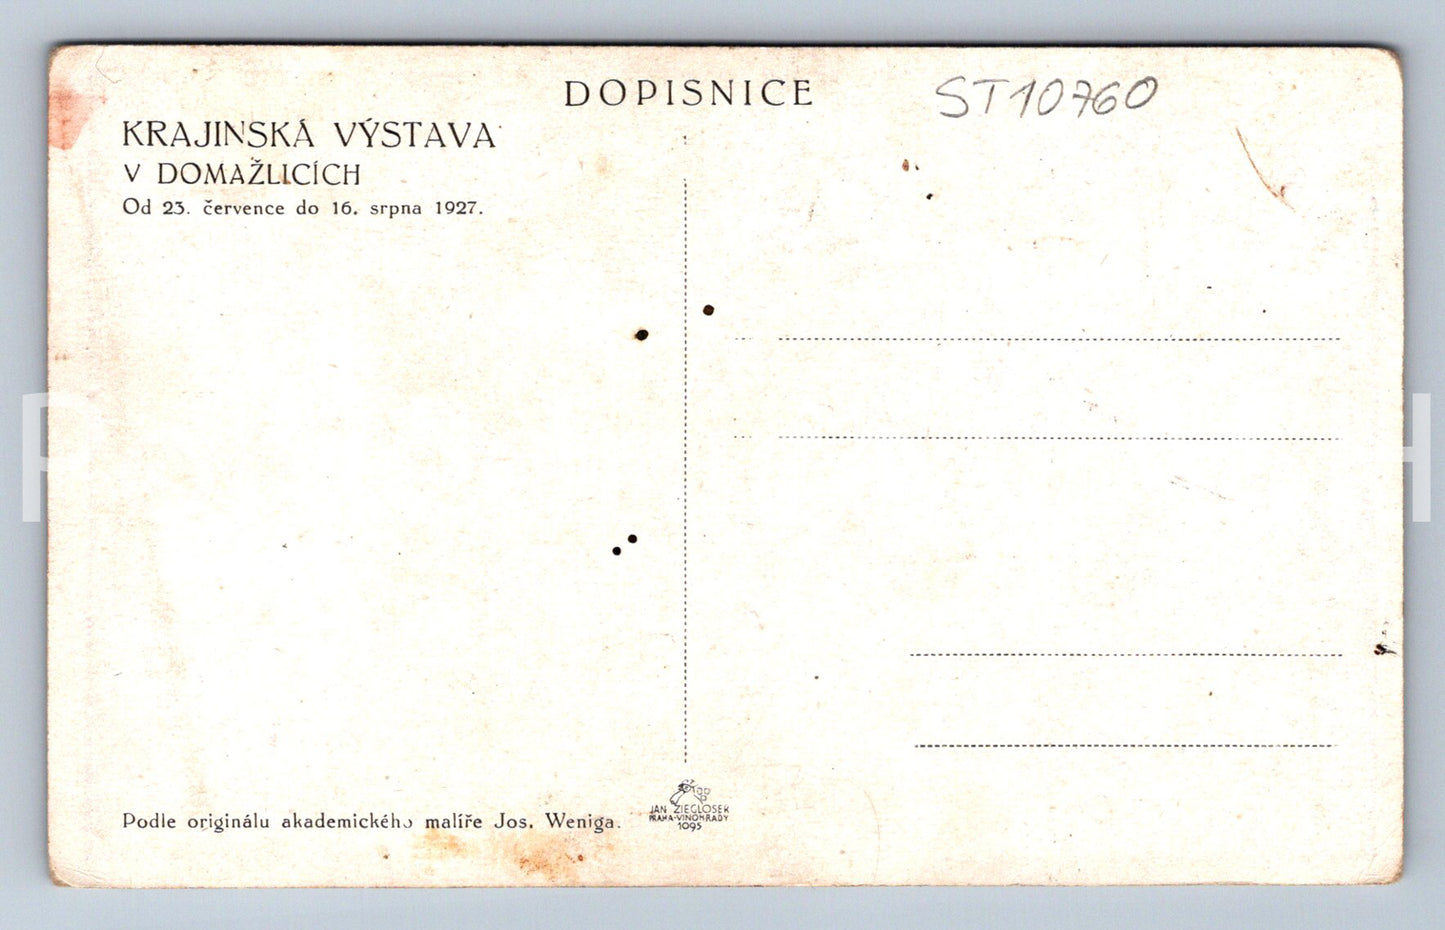 DOPISNICE
ST10760
KRAJINSKÁ VÝSTAVA
V DOMAŽLICÍCH
Od 23. července do 16. srpna 1927.
Podle originálu akademického malíře Jos. Weniga.
JAN ZIEGLOSER
PRAHA-VINOHRADY
1095